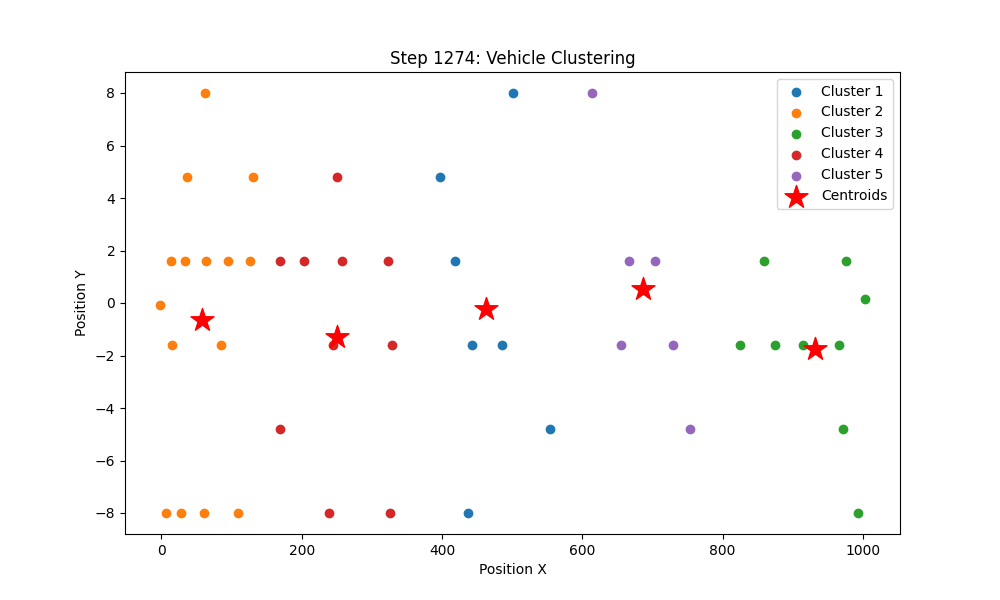 Step 1274: Vehicle Clustering
Cluster 1
Cluster 2
Cluster 3
Cluster 4
Cluster 5
Centroids
Position Y
8
6
4
2
0
−2
−4
−6
−8
0 200 400 600 800 1000
Position X